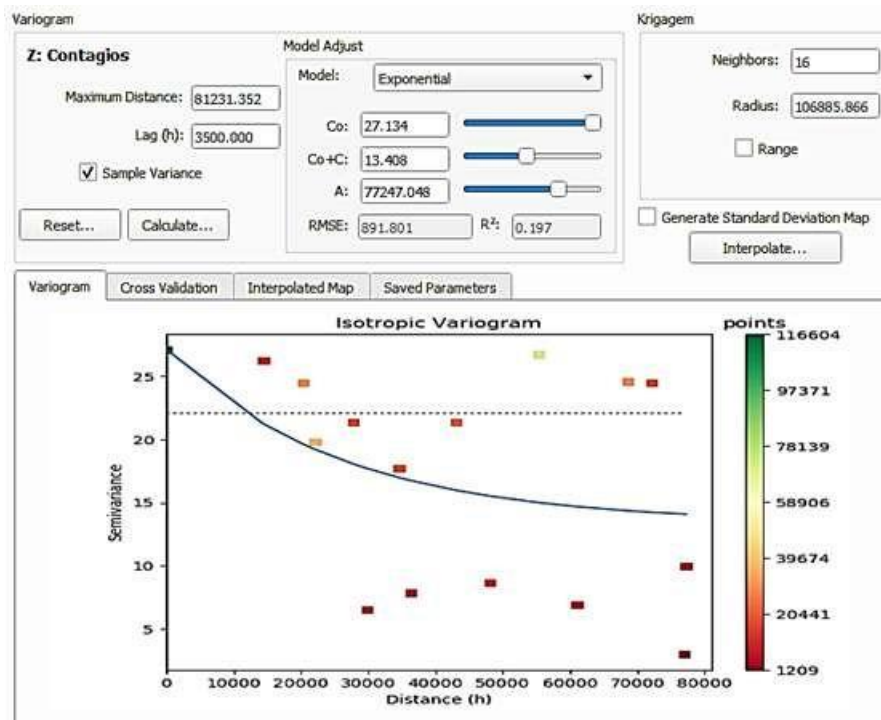 Variogram
Z: Contagios
Maximum Distance: 81231.352
Lag (h): 3500.000
Sample Variance
Reset...
Calculate...
Model Adjust
Model: Exponential
Co: 27.134
Co+C: 13.408
A: 77247.048
RMSE: 891.801 R²: 0.197
Krigagem
Neighbors: 16
Radius: 106885.866
Range
Generate Standard Deviation Map
Interpolate...
Variogram Cross Validation Interpolated Map Saved Parameters
Isotropic Variogram
points
116604
97371
78139
58906
39674
20441
1209
Semivariance
25
20
15
10
5
0 10000 20000 30000 40000 50000 60000 70000 80000
Distance (h)